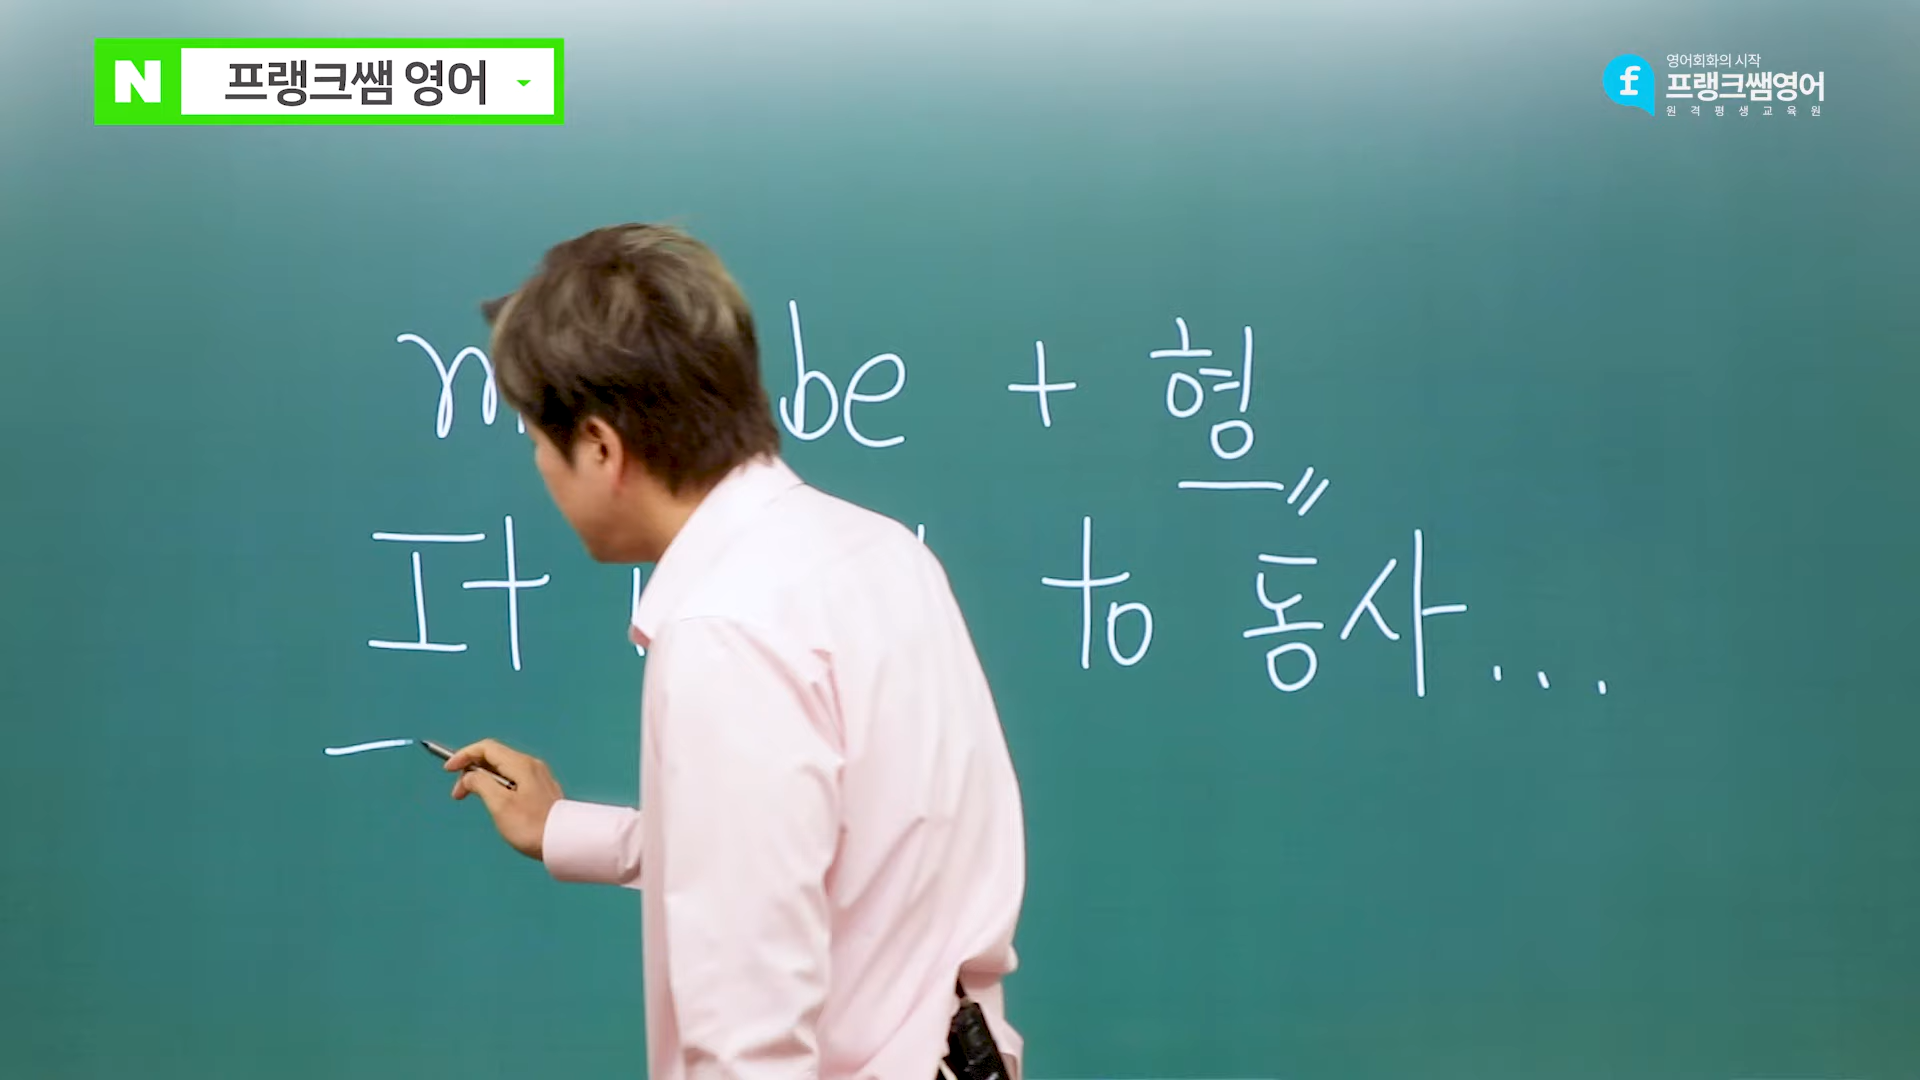 N 프랭크쌤 영어
f 영어회화의 시작
프랭크쌤영어
원격평생교육원
be + 형
It to 동사...